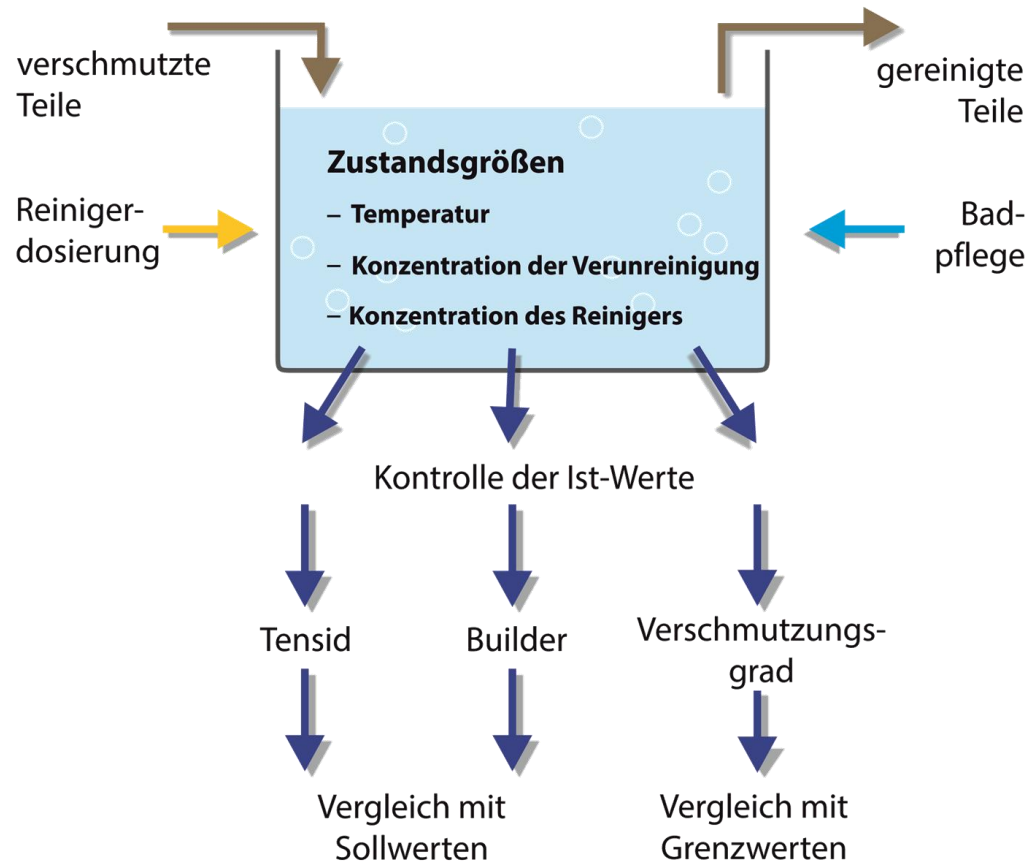 verschmutzte
Teile
gereinigte
Teile
Zustandsgrößen
– Temperatur
– Konzentration der Verunreinigung
– Konzentration des Reinigers
Reiniger-
dosierung
Bad-
pflege
Kontrolle der Ist-Werte
Tensid
Builder
Verschmutzungs-
grad
Vergleich mit
Sollwerten
Vergleich mit
Grenzwerten